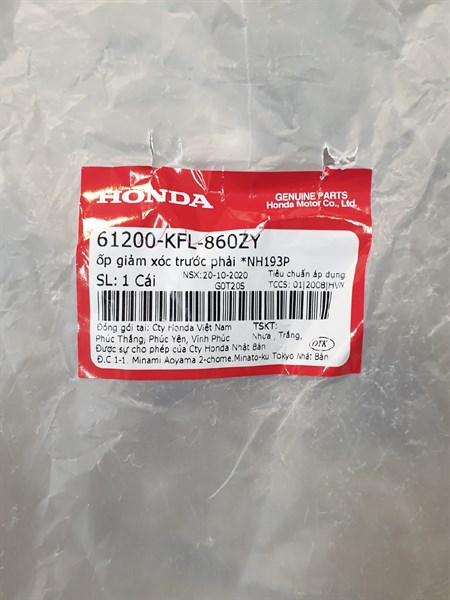 HONDA
GENUINE PARTS
Honda Motor Co., Ltd.
61200-KFL-860ZY
ốp giảm xóc trước phải *NH193P
SL: 1 Cái
NSX:20-10-2020
Tiêu chuẩn áp dụng
GDT20S
TCCS: 01|2008|HVN
Đóng gói tại: Cty Honda Việt Nam
TSKT:
Phúc Thắng, Phúc Yên, Vĩnh Phúc
Nhựa , Trắng,
OTK
Được sự cho phép của Cty Honda Nhật Bản
Đ.C 1-1. Minami Aoyama 2-chome,Minato-ku Tokyo Nhật Bản